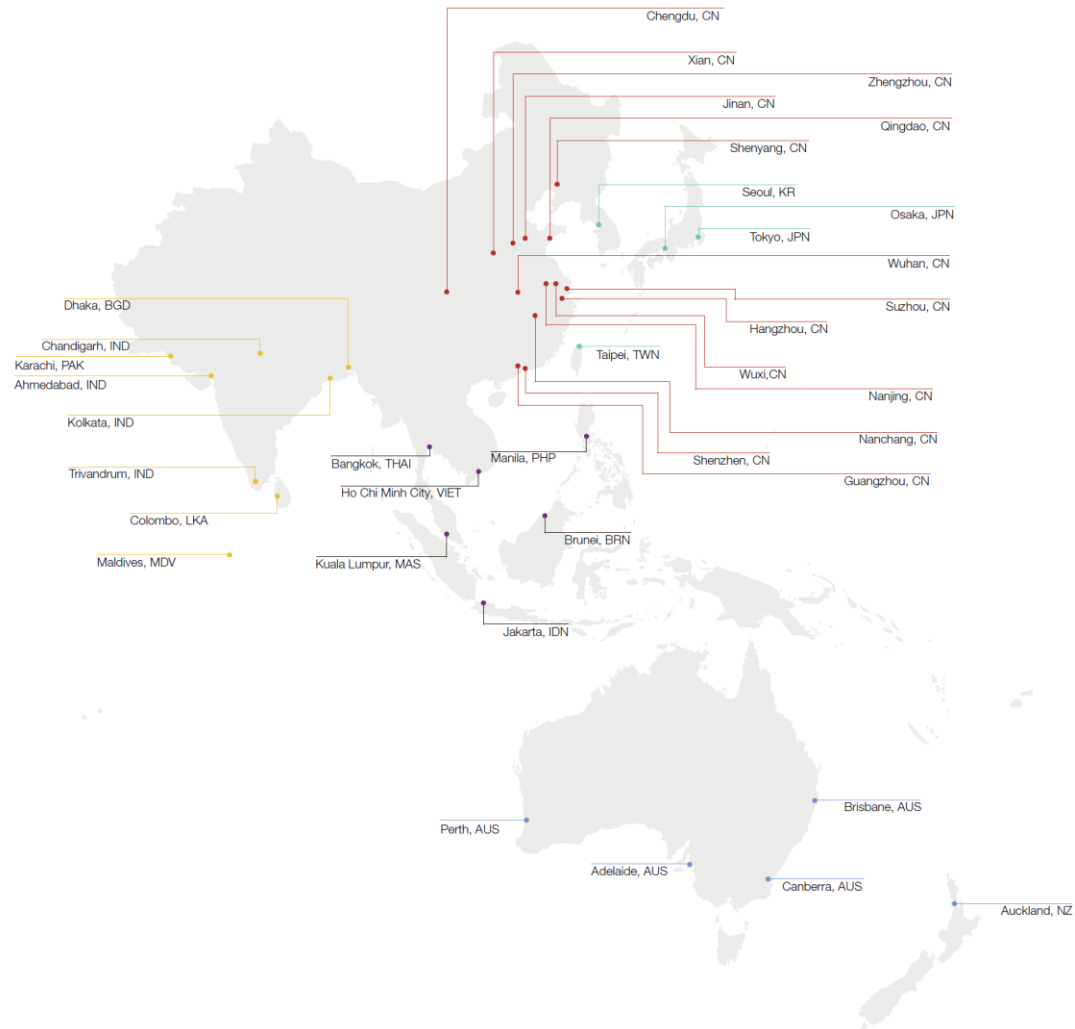 Chengdu, CN
Xian, CN
Zhengzhou, CN
Jinan, CN
Qingdao, CN
Shenyang, CN
Seoul, KR
Osaka, JPN
Tokyo, JPN
Wuhan, CN
Dhaka, BGD
Suzhou, CN
Hangzhou, CN
Chandigarh, IND
Taipei, TWN
Karachi, PAK
Wuxi,CN
Ahmedabad, IND
Nanjing, CN
Kolkata, IND
Nanchang, CN
Manila, PHP
Shenzhen, CN
Bangkok, THAI
Trivandrum, IND
Guangzhou, CN
Ho Chi Minh City, VIET
Colombo, LKA
Brunei, BRN
Maldives, MDV
Kuala Lumpur, MAS
Jakarta, IDN
Brisbane, AUS
Perth, AUS
Adelaide, AUS
Canberra, AUS
Auckland, NZ